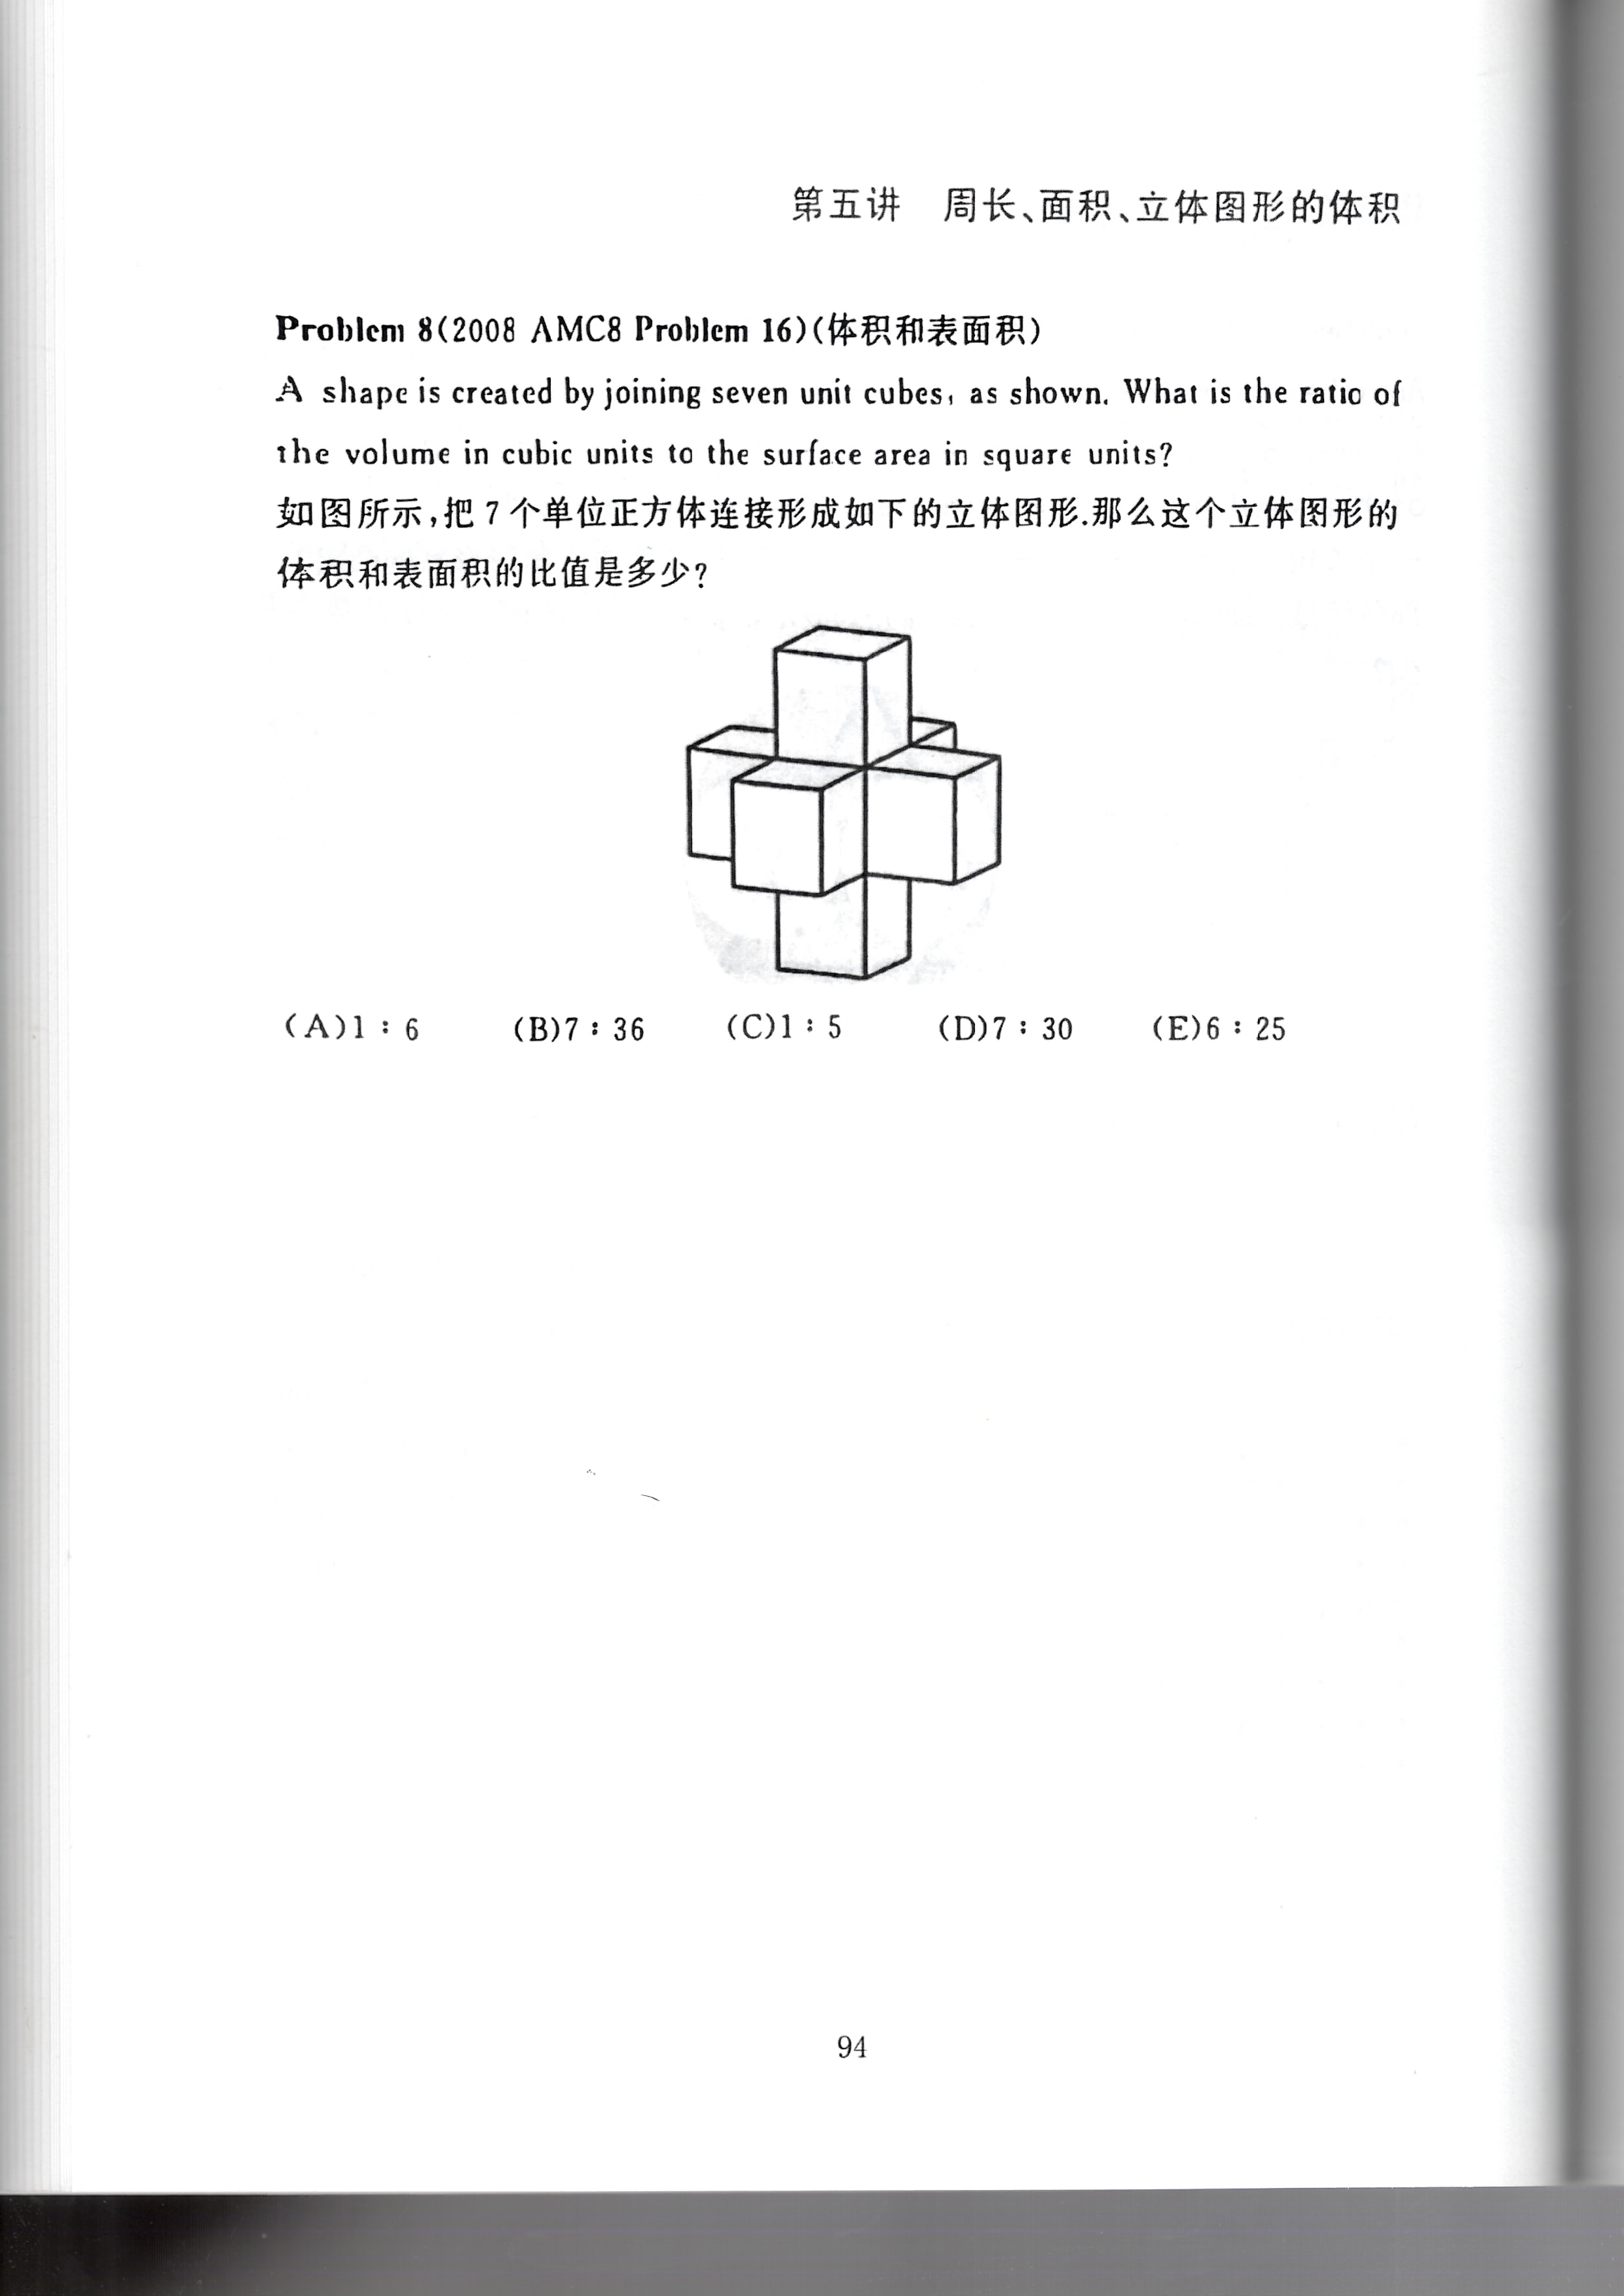 第五讲 周长、面积、立体图形的体积
Problem 8(2008 AMC8 Problem 16)(体积和表面积)
A shape is created by joining seven unit cubes, as shown. What is the ratio of
the volume in cubic units to the surface area in square units?
如图所示,把 7 个单位正方体连接形成如下的立体图形.那么这个立体图形的
体积和表面积的比值是多少?
(A)1 : 6 (B)7 : 36 (C)1 : 5 (D)7 : 30 (E)6 : 25
94